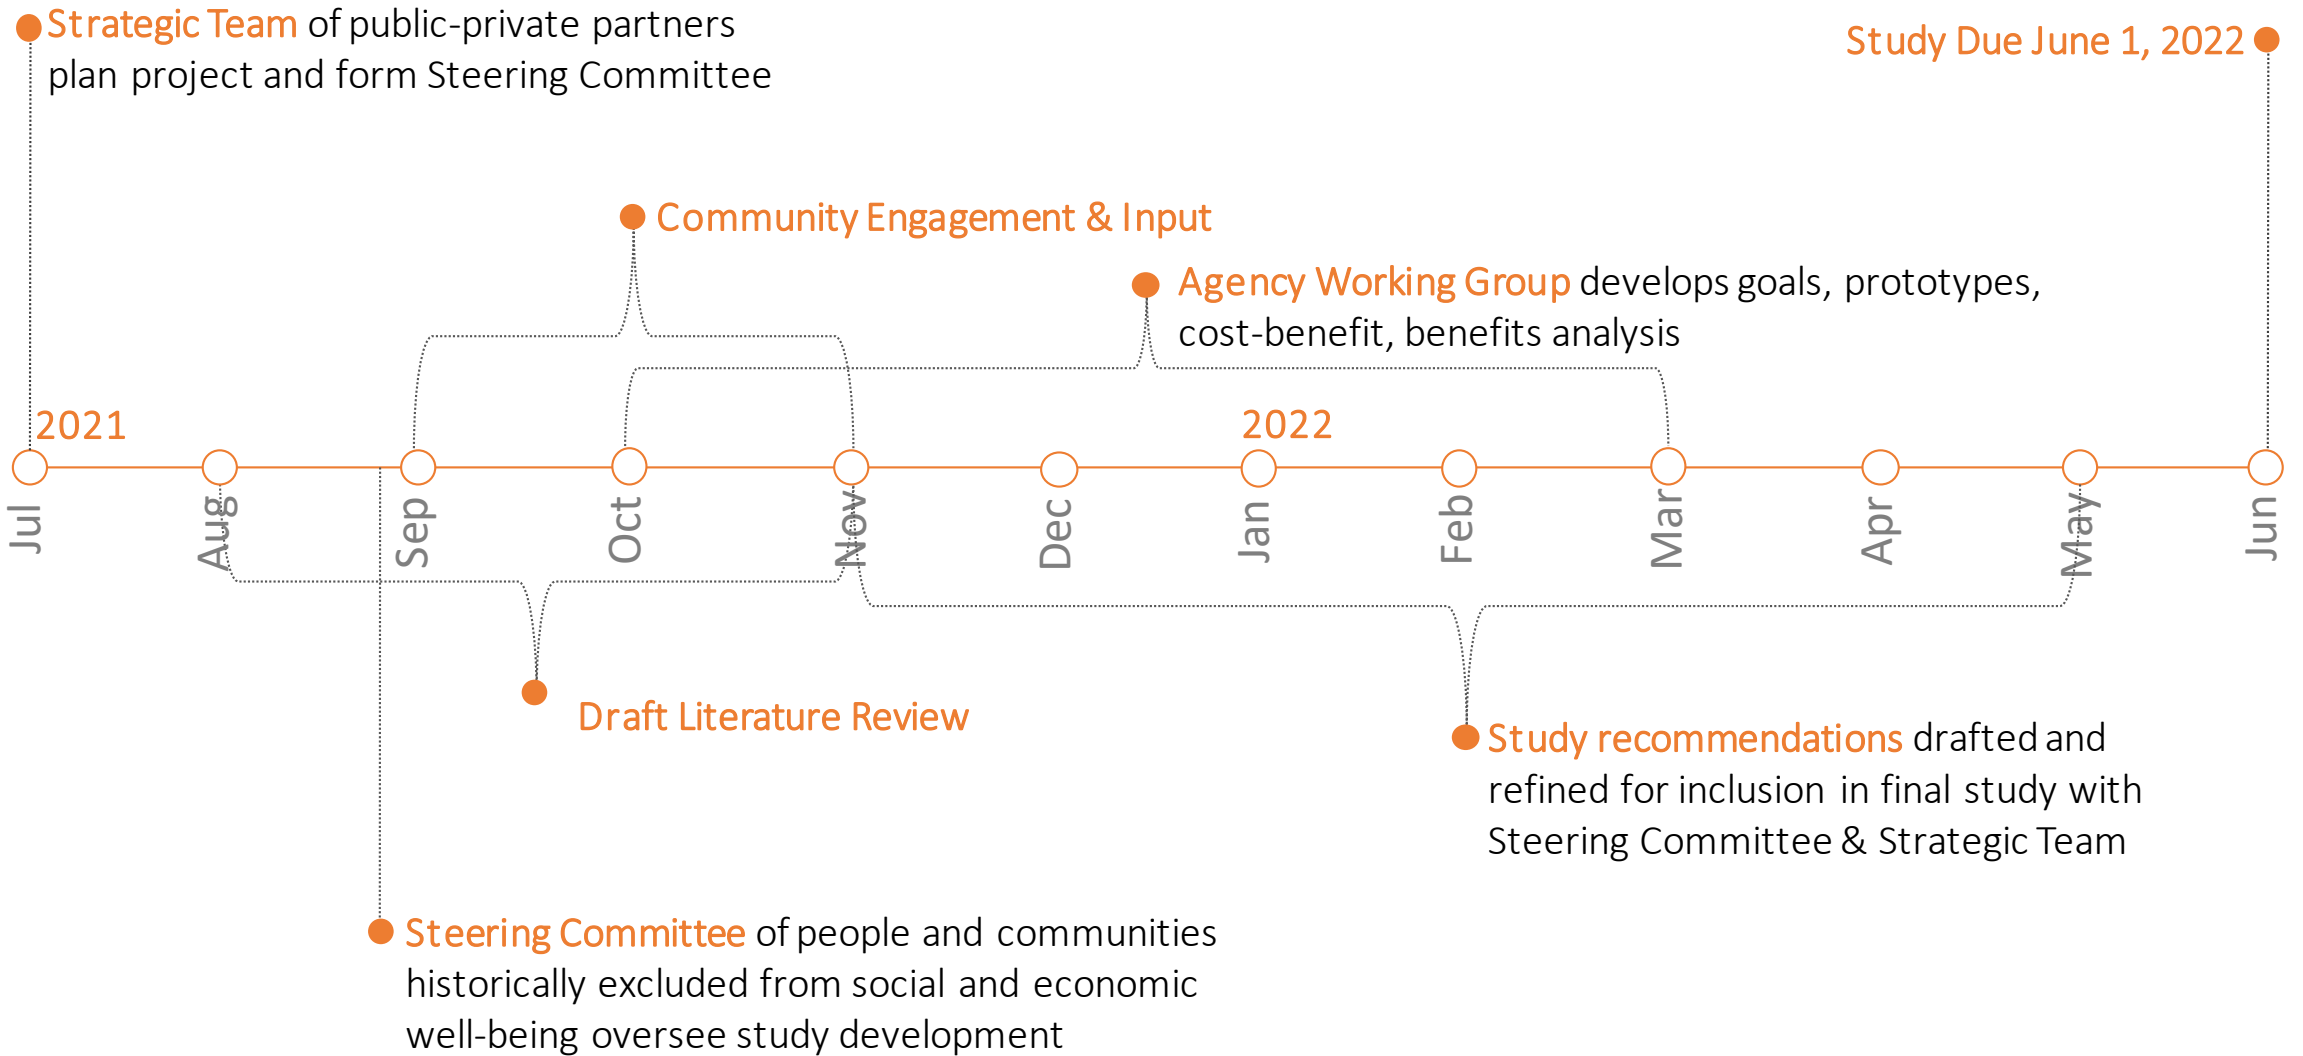 Strategic Team of public-private partners
plan project and form Steering Committee
Study Due June 1, 2022
Community Engagement & Input
Agency Working Group develops goals, prototypes,
cost-benefit, benefits analysis
2021
2022
Jul
Aug
Sep
Oct
Nov
Dec
Jan
Feb
Mar
Apr
May
Jun
Draft Literature Review
Study recommendations drafted and
refined for inclusion in final study with
Steering Committee & Strategic Team
Steering Committee of people and communities
historically excluded from social and economic
well-being oversee study development